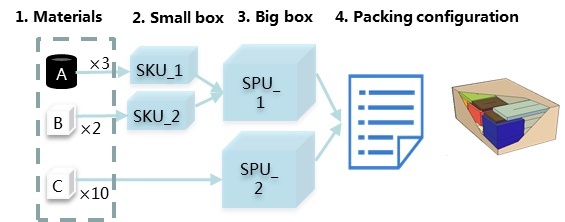 1. Materials 2. Small box 3. Big box 4. Packing configuration
A ×3 SKU_1
B ×2 SKU_2
SPU_
1
C ×10
SPU_
2